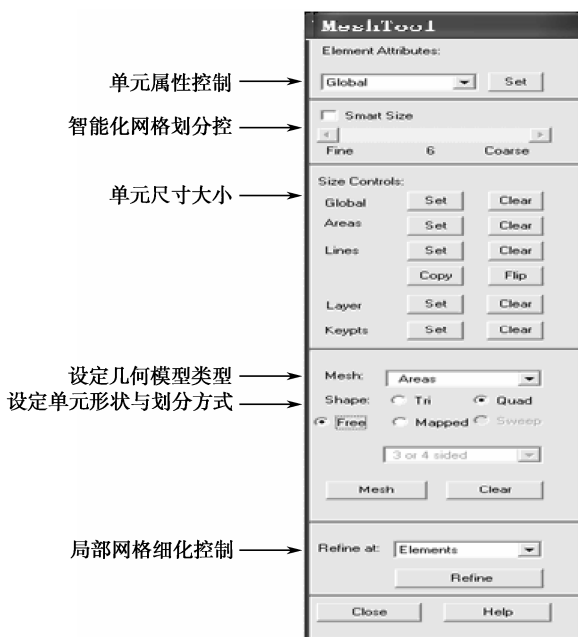 MeshTool
Element Attributes:
单元属性控制
Global Set
智能化网格划分控
Smart Size
Fine 6 Coarse
单元尺寸大小
Size Controls:
Global Set Clear
Areas Set Clear
Lines Set Clear
Copy Flip
Layer Set Clear
Keypts Set Clear
设定几何模型类型
Mesh: Areas
设定单元形状与划分方式
Shape: Tri Quad
Free Mapped Sweep
3 or 4 sided
Mesh Clear
局部网格细化控制
Refine at: Elements
Refine
Close Help